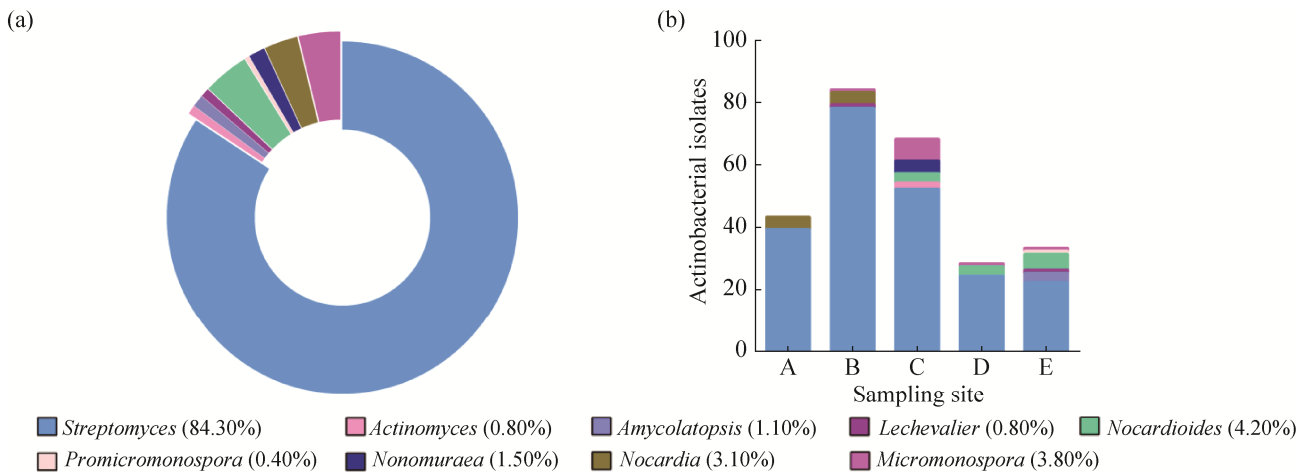 (a)
(b)
100
80
60
40
20
0
Actinobacterial isolates
A B C D E
Sampling site
Streptomyces (84.30%) Actinomyces (0.80%) Amycolatopsis (1.10%) Lechevalier (0.80%) Nocardioides (4.20%)
Promicromonospora (0.40%) Nonomuraea (1.50%) Nocardia (3.10%) Micromonospora (3.80%)